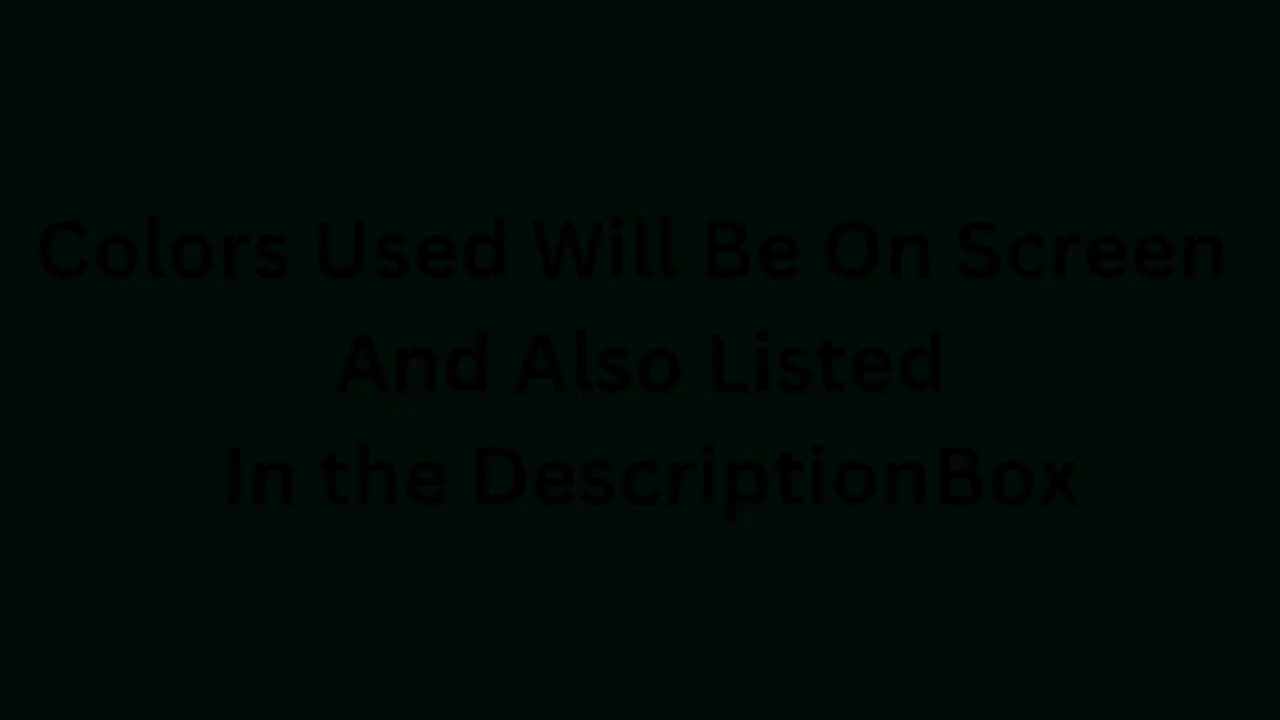 Colors Used Will Be On Screen
And Also Listed
In the DescriptionBox